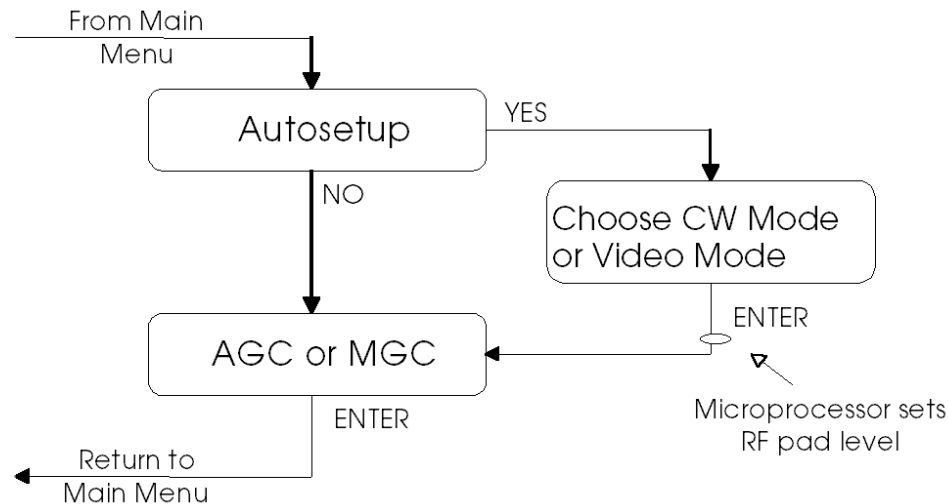 From Main
Menu
Autosetup
YES
NO
Choose CW Mode
or Video Mode
ENTER
AGC or MGC
Microprocessor sets
RF pad level
ENTER
Return to
Main Menu